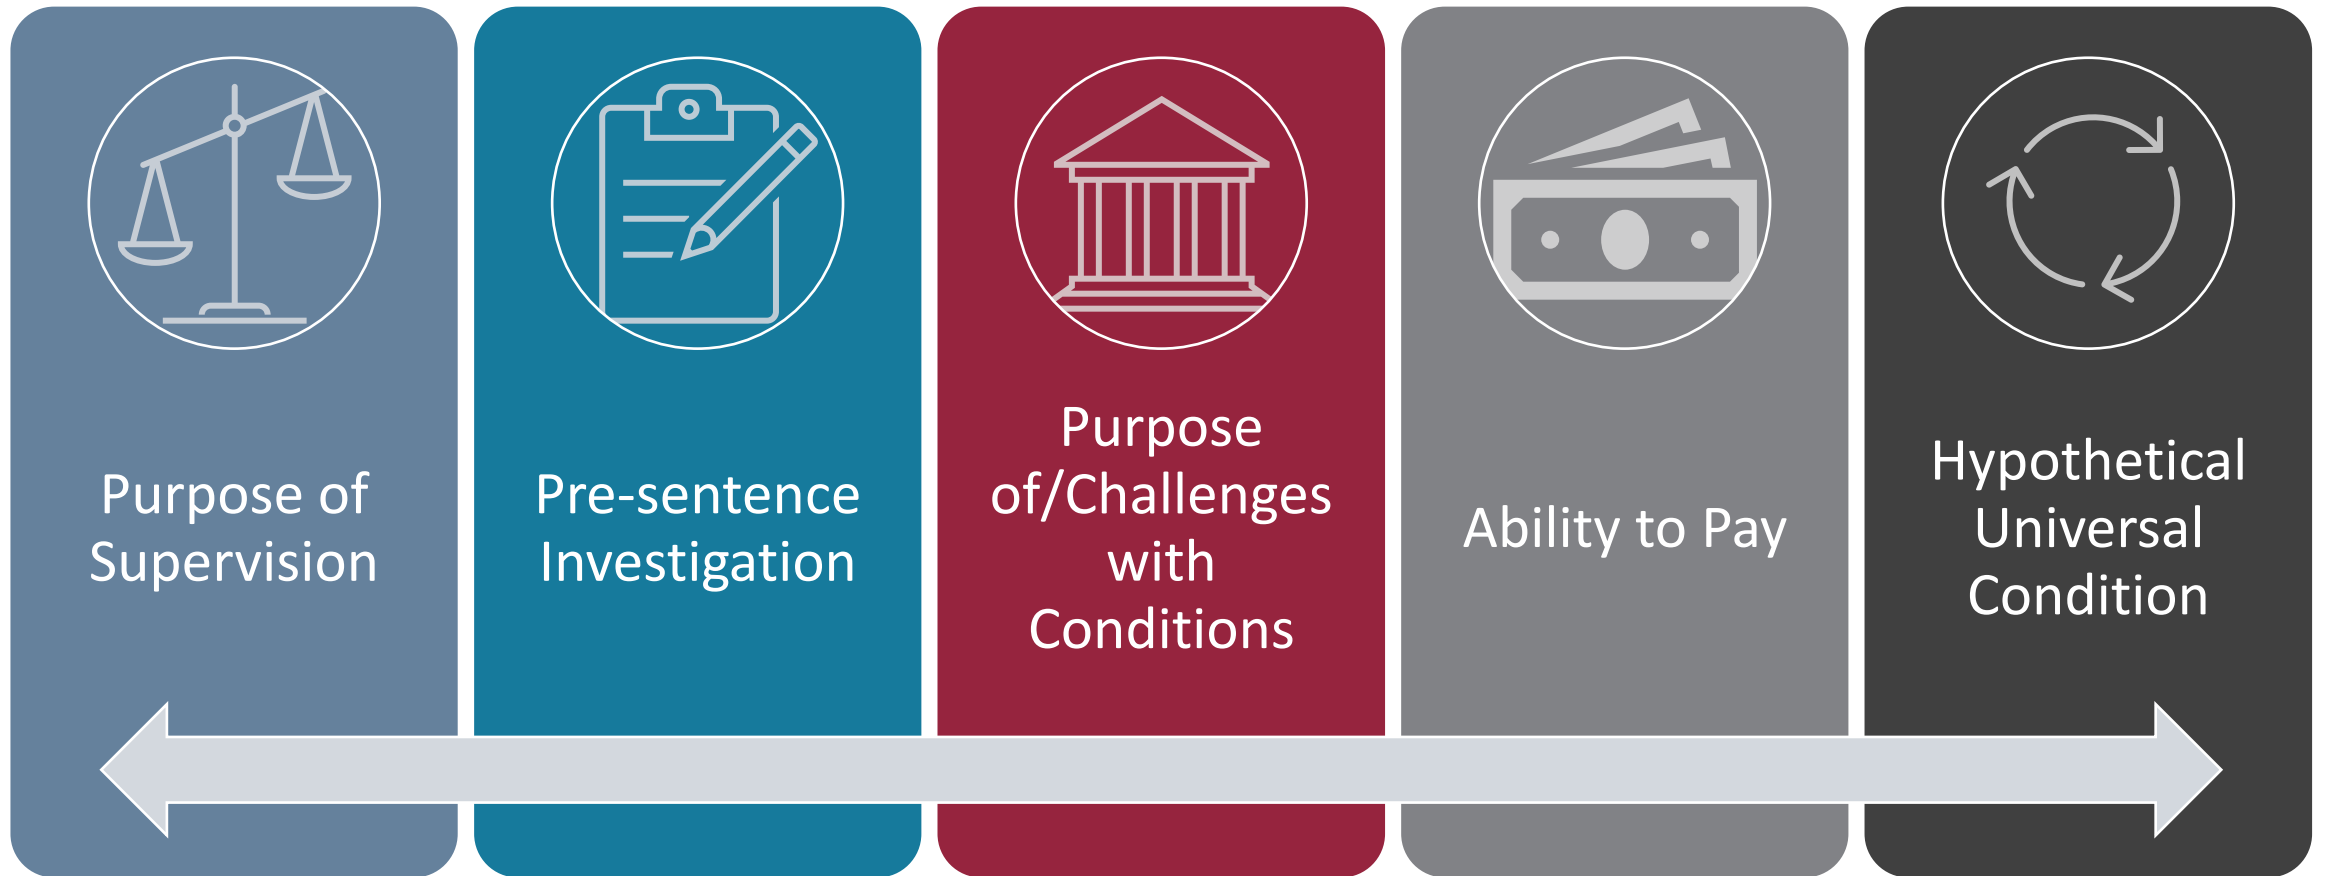 Purpose of
Supervision
Pre-sentence
Investigation
Purpose
of/Challenges
with
Conditions
Ability to Pay
Hypothetical
Universal
Condition